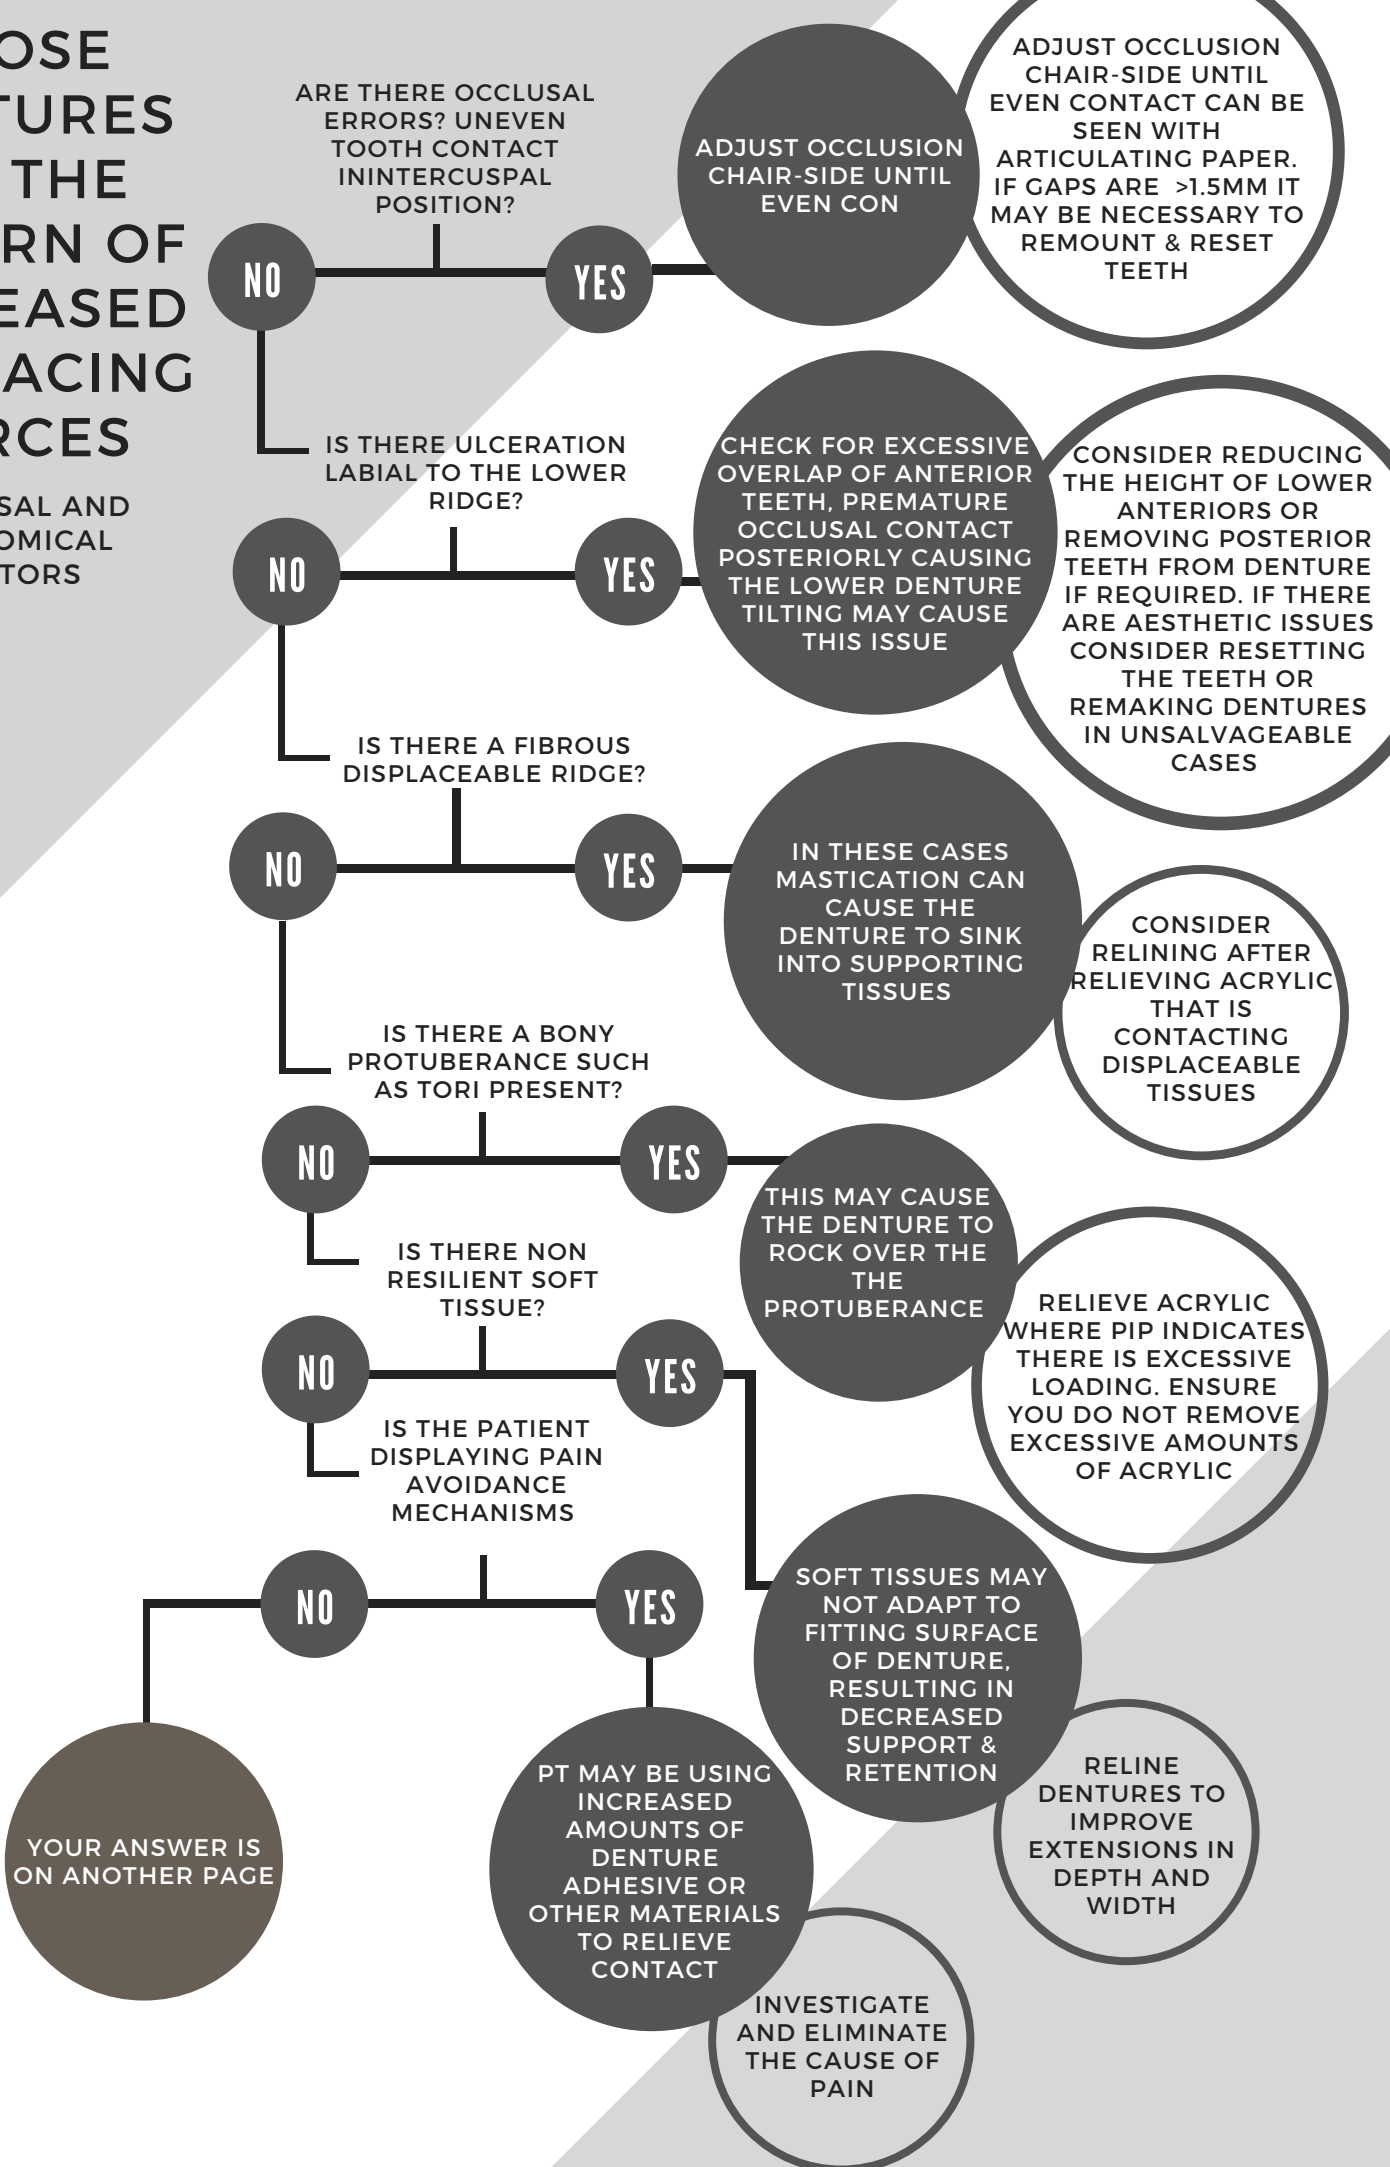 OSE
TURES
THE
RN OF
EASED
ACING
RCES
SAL AND
OMICAL
TORS
ARE THERE OCCLUSAL
ERRORS? UNEVEN
TOOTH CONTACT
ININTERCUSPAL
POSITION?
NO
YES
ADJUST OCCLUSION
CHAIR-SIDE UNTIL
EVEN CON
ADJUST OCCLUSION
CHAIR-SIDE UNTIL
EVEN CONTACT CAN BE
SEEN WITH
ARTICULATING PAPER.
IF GAPS ARE >1.5MM IT
MAY BE NECESSARY TO
REMOUNT & RESET
TEETH
IS THERE ULCERATION
LABIAL TO THE LOWER
RIDGE?
NO
YES
CHECK FOR EXCESSIVE
OVERLAP OF ANTERIOR
TEETH, PREMATURE
OCCLUSAL CONTACT
POSTERIORLY CAUSING
THE LOWER DENTURE
TILTING MAY CAUSE
THIS ISSUE
CONSIDER REDUCING
THE HEIGHT OF LOWER
ANTERIORS OR
REMOVING POSTERIOR
TEETH FROM DENTURE
IF REQUIRED. IF THERE
ARE AESTHETIC ISSUES
CONSIDER RESETTING
THE TEETH OR
REMAKING DENTURES
IN UNSALVAGEABLE
CASES
IS THERE A FIBROUS
DISPLACEABLE RIDGE?
NO
YES
IN THESE CASES
MASTICATION CAN
CAUSE THE
DENTURE TO SINK
INTO SUPPORTING
TISSUES
CONSIDER
RELINING AFTER
RELIEVING ACRYLIC
THAT IS
CONTACTING
DISPLACEABLE
TISSUES
IS THERE A BONY
PROTUBERANCE SUCH
AS TORI PRESENT?
NO
YES
THIS MAY CAUSE
THE DENTURE TO
ROCK OVER THE
THE
PROTUBERANCE
RELIEVE ACRYLIC
WHERE PIP INDICATES
THERE IS EXCESSIVE
LOADING. ENSURE
YOU DO NOT REMOVE
EXCESSIVE AMOUNTS
OF ACRYLIC
IS THERE NON
RESILIENT SOFT
TISSUE?
NO
YES
SOFT TISSUES MAY
NOT ADAPT TO
FITTING SURFACE
OF DENTURE,
RESULTING IN
DECREASED
SUPPORT &
RETENTION
RELINE
DENTURES TO
IMPROVE
EXTENSIONS IN
DEPTH AND
WIDTH
IS THE PATIENT
DISPLAYING PAIN
AVOIDANCE
MECHANISMS
NO
YES
YOUR ANSWER IS
ON ANOTHER PAGE
PT MAY BE USING
INCREASED
AMOUNTS OF
DENTURE
ADHESIVE OR
OTHER MATERIALS
TO RELIEVE
CONTACT
INVESTIGATE
AND ELIMINATE
THE CAUSE OF
PAIN